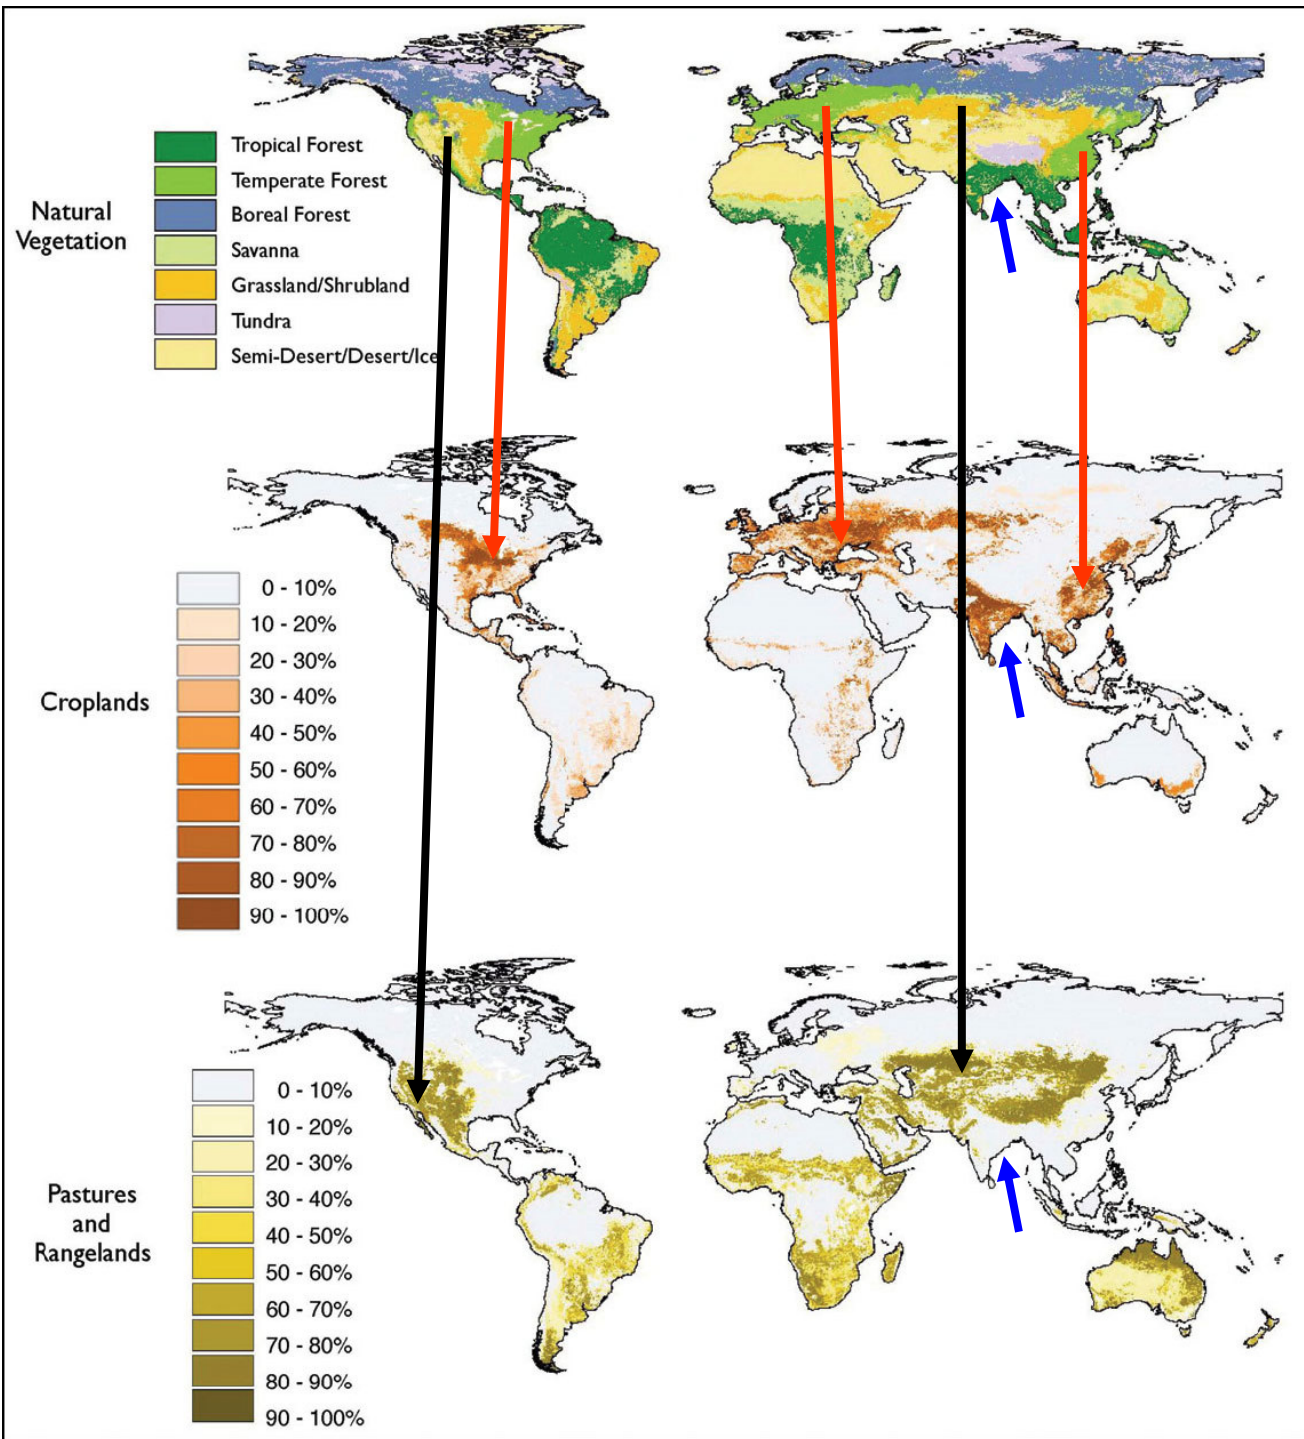 Natural
Vegetation
Tropical Forest
Temperate Forest
Boreal Forest
Savanna
Grassland/Shrubland
Tundra
Semi-Desert/Desert/Ice
Croplands
0 - 10%
10 - 20%
20 - 30%
30 - 40%
40 - 50%
50 - 60%
60 - 70%
70 - 80%
80 - 90%
90 - 100%
Pastures
and
Rangelands
0 - 10%
10 - 20%
20 - 30%
30 - 40%
40 - 50%
50 - 60%
60 - 70%
70 - 80%
80 - 90%
90 - 100%